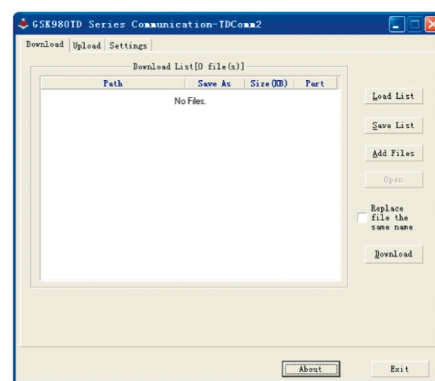 GSK980TD Series Communication-TDComm2
Download Upload Settings
Download List[0 file(s)]
Path Save As Size(KB) Part
No Files.
Load List
Save List
Add Files
Open
Replace
file the
same name
Download
About
Exit